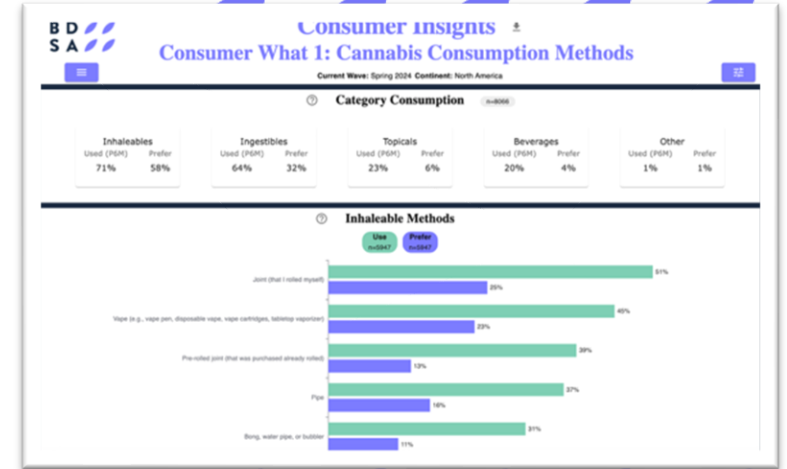 BD
SA
Consumer Insights
Consumer What 1: Cannabis Consumption Methods
Current Wave: Spring 2024 Continent: North America
Category Consumption n=8066
Inhaleables
Used (P6M) Prefer
71% 58%
Ingestibles
Used (P6M) Prefer
64% 32%
Topicals
Used (P6M) Prefer
23% 6%
Beverages
Used (P6M) Prefer
20% 4%
Other
Used (P6M) Prefer
1% 1%
Inhaleable Methods
Use
n=5947
Prefer
n=5947
Joint (that I rolled myself)
51%
25%
Vape (e.g., vape pen, disposable vape, vape cartridges, tabletop vaporizer)
45%
23%
Pre-rolled joint (that was purchased already rolled)
39%
13%
Pipe
37%
16%
Bong, water pipe, or bubbler
31%
11%